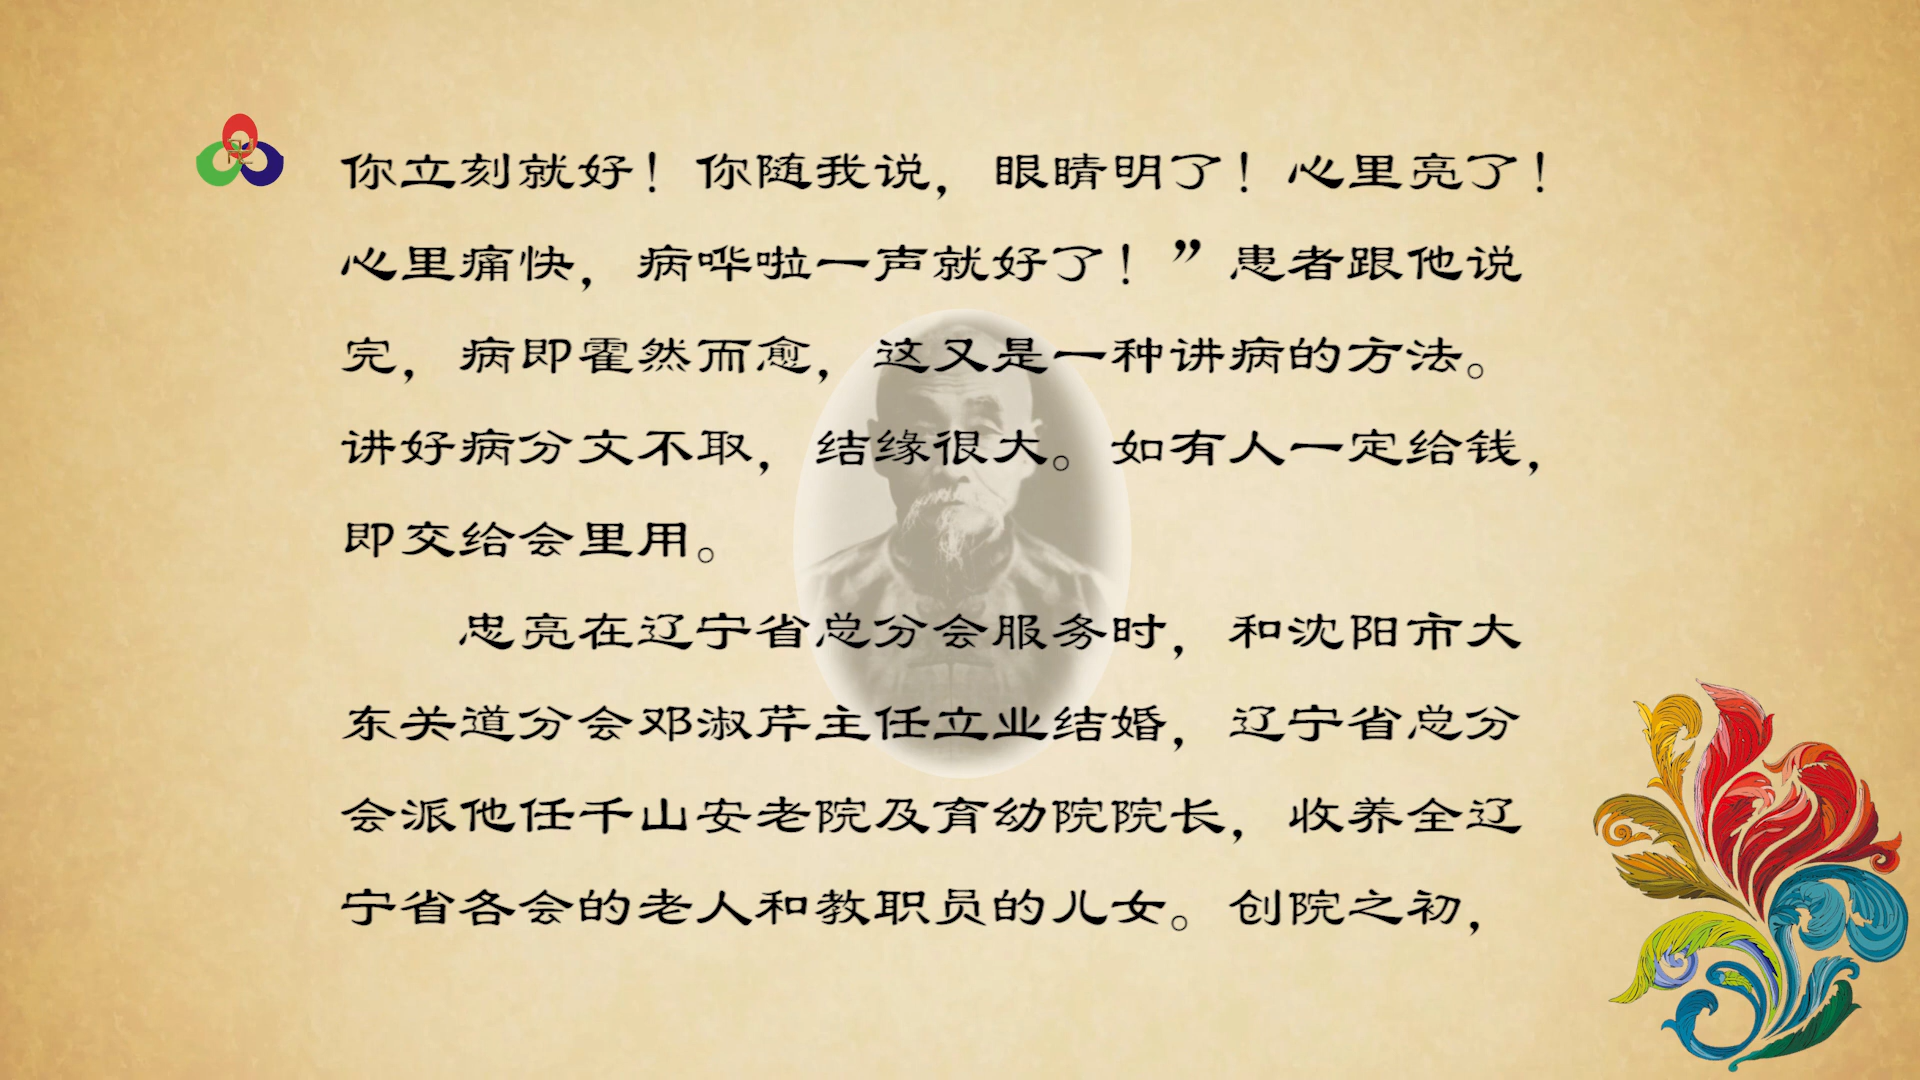 你立刻就好！你随我说，眼睛明了！心里亮了！
心里痛快，病哗啦一声就好了！”患者跟他说
完，病即霍然而愈，这又是一种讲病的方法。
讲好病分文不取，结缘很大。如有人一定给钱，
即交给会里用。
忠亮在辽宁省总分会服务时，和沈阳市大
东关道分会邓淑芹主任立业结婚，辽宁省总分
会派他任千山安老院及育幼院院长，收养全辽
宁省各会的老人和教职员的儿女。创院之初，